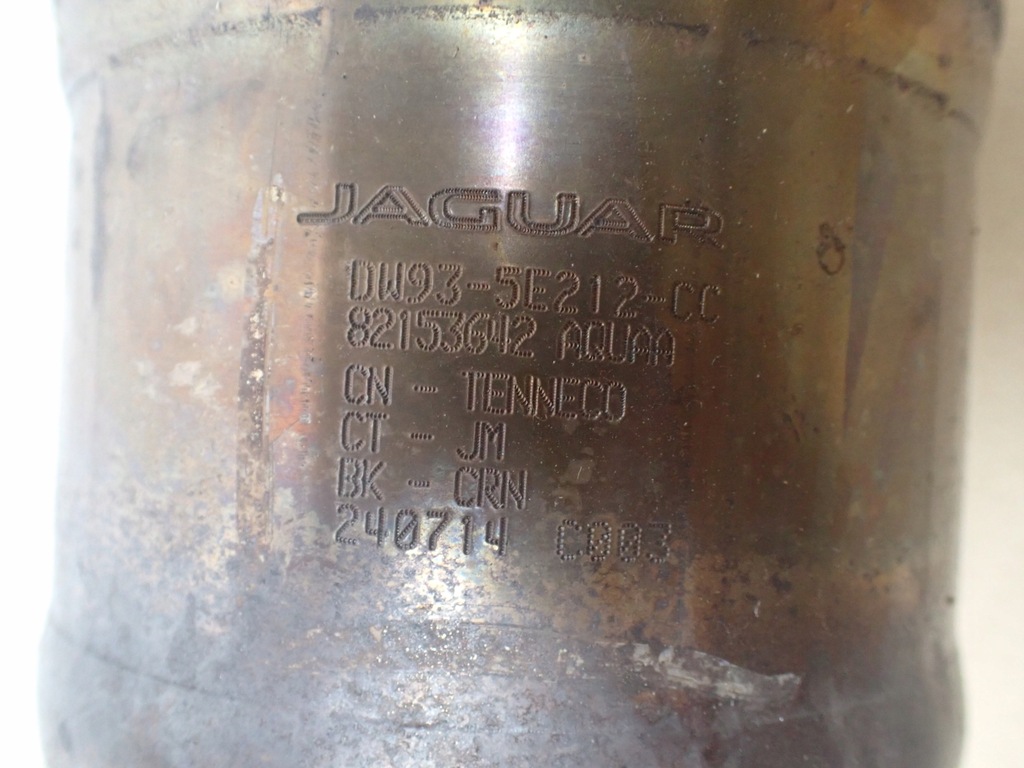 JAGUAR
DW93-5E212-CC
82153642 AQUAA
CN - TENNECO
CT - JM
BK - CRN
240714 C003